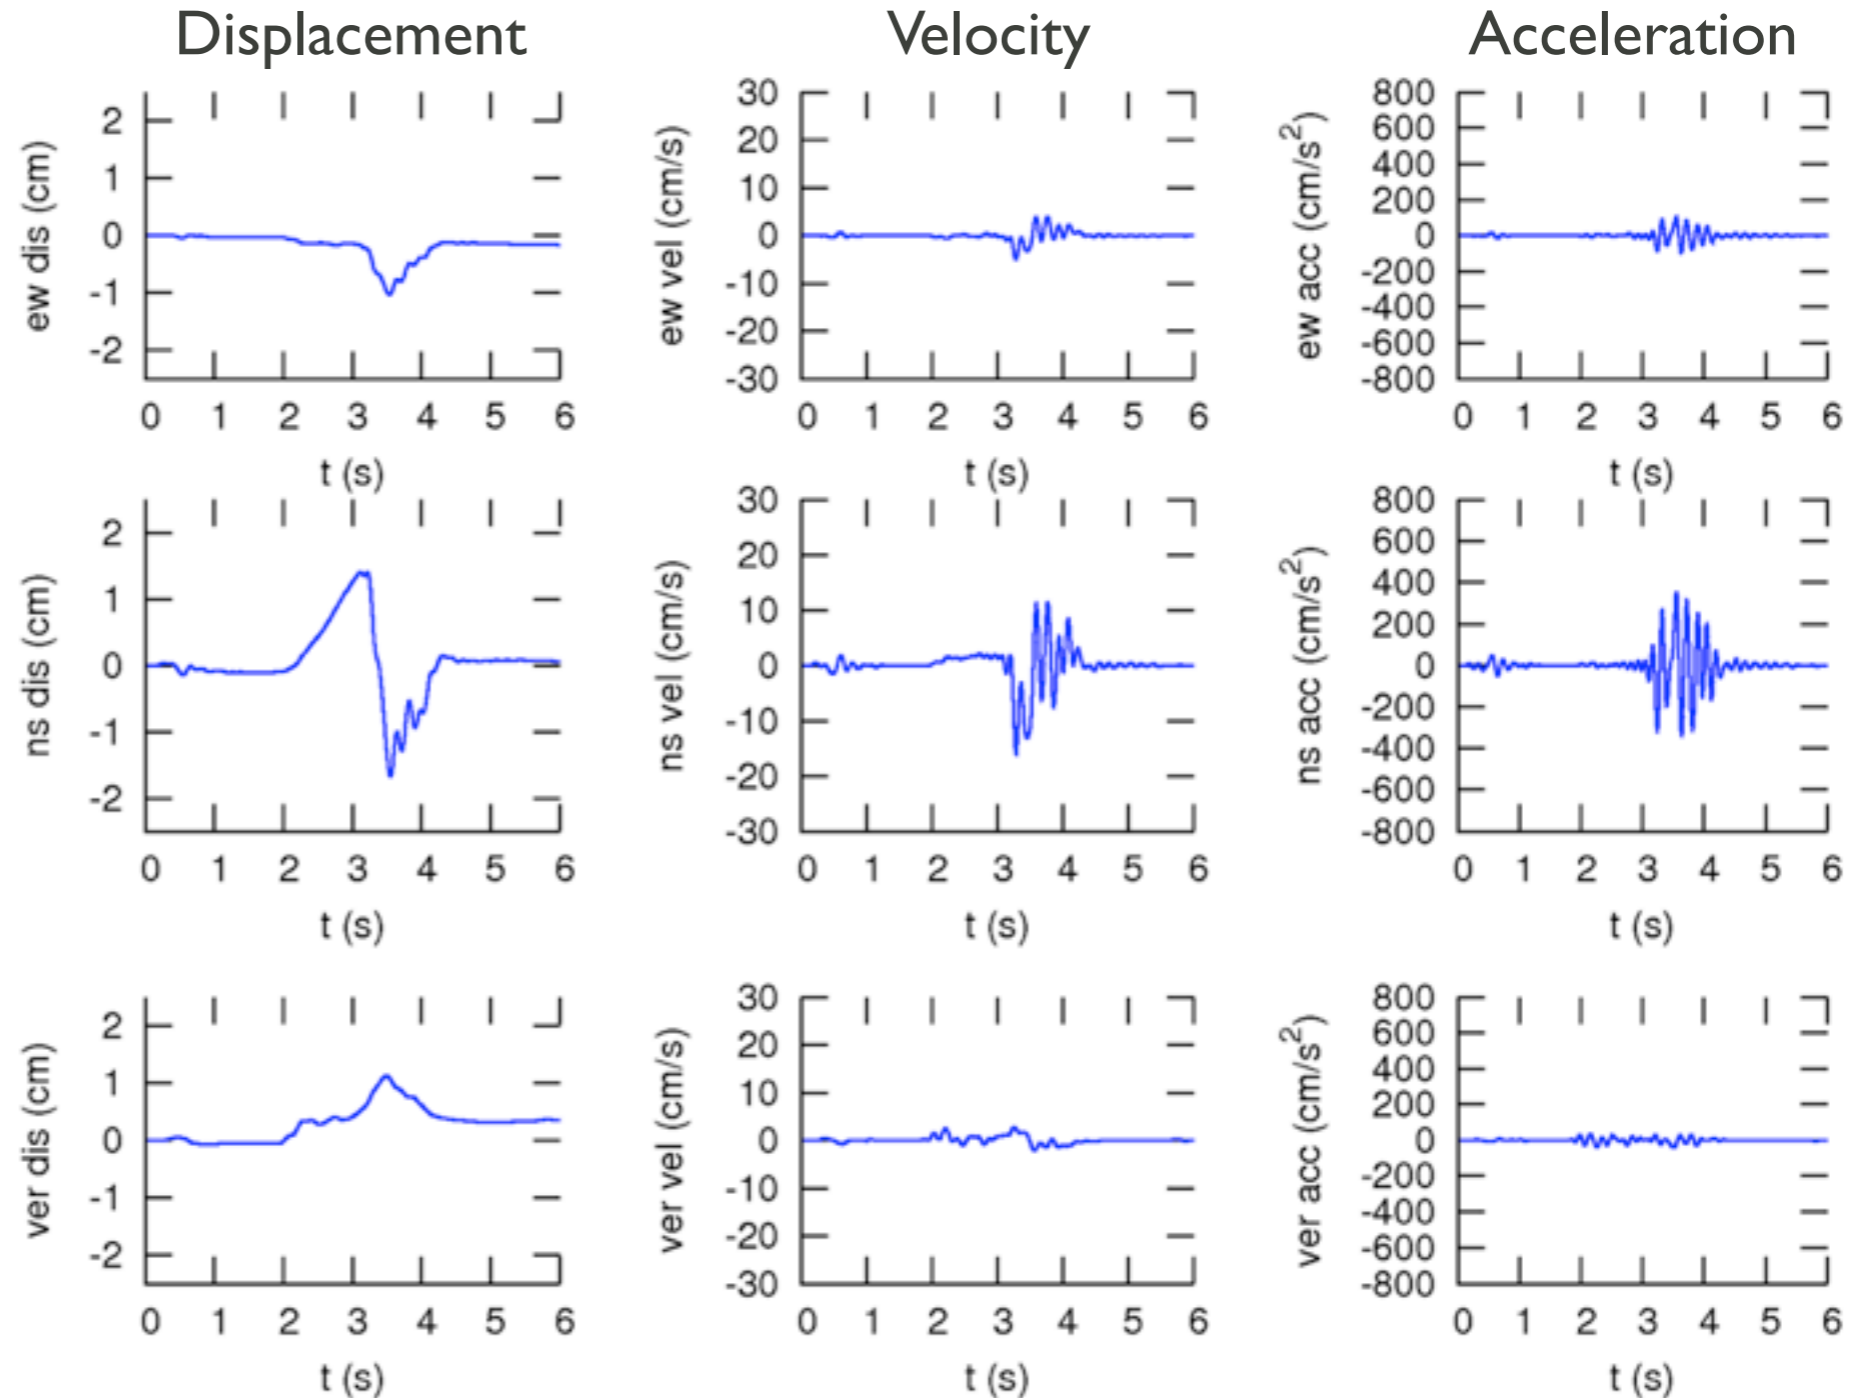 Displacement Velocity Acceleration
ew dis (cm)
2
1
0
-1
-2
0 1 2 3 4 5 6
t (s)
ew vel (cm/s)
30
20
10
0
-10
-20
-30
0 1 2 3 4 5 6
t (s)
ew acc (cm/s²)
800
600
400
200
0
-200
-400
-600
-800
0 1 2 3 4 5 6
t (s)
ns dis (cm)
2
1
0
-1
-2
0 1 2 3 4 5 6
t (s)
ns vel (cm/s)
30
20
10
0
-10
-20
-30
0 1 2 3 4 5 6
t (s)
ns acc (cm/s²)
800
600
400
200
0
-200
-400
-600
-800
0 1 2 3 4 5 6
t (s)
ver dis (cm)
2
1
0
-1
-2
0 1 2 3 4 5 6
t (s)
ver vel (cm/s)
30
20
10
0
-10
-20
-30
0 1 2 3 4 5 6
t (s)
ver acc (cm/s²)
800
600
400
200
0
-200
-400
-600
-800
0 1 2 3 4 5 6
t (s)